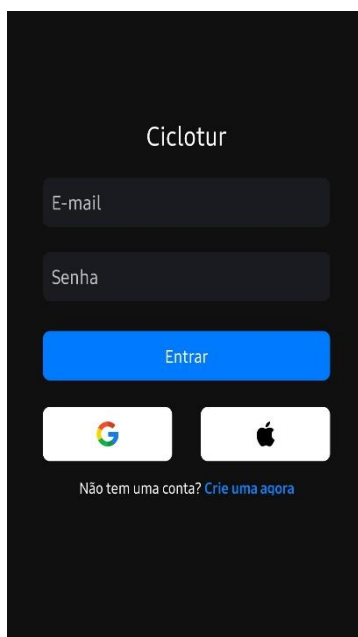 Ciclotur
E-mail
Senha
Entrar
Não tem uma conta? Crie uma agora